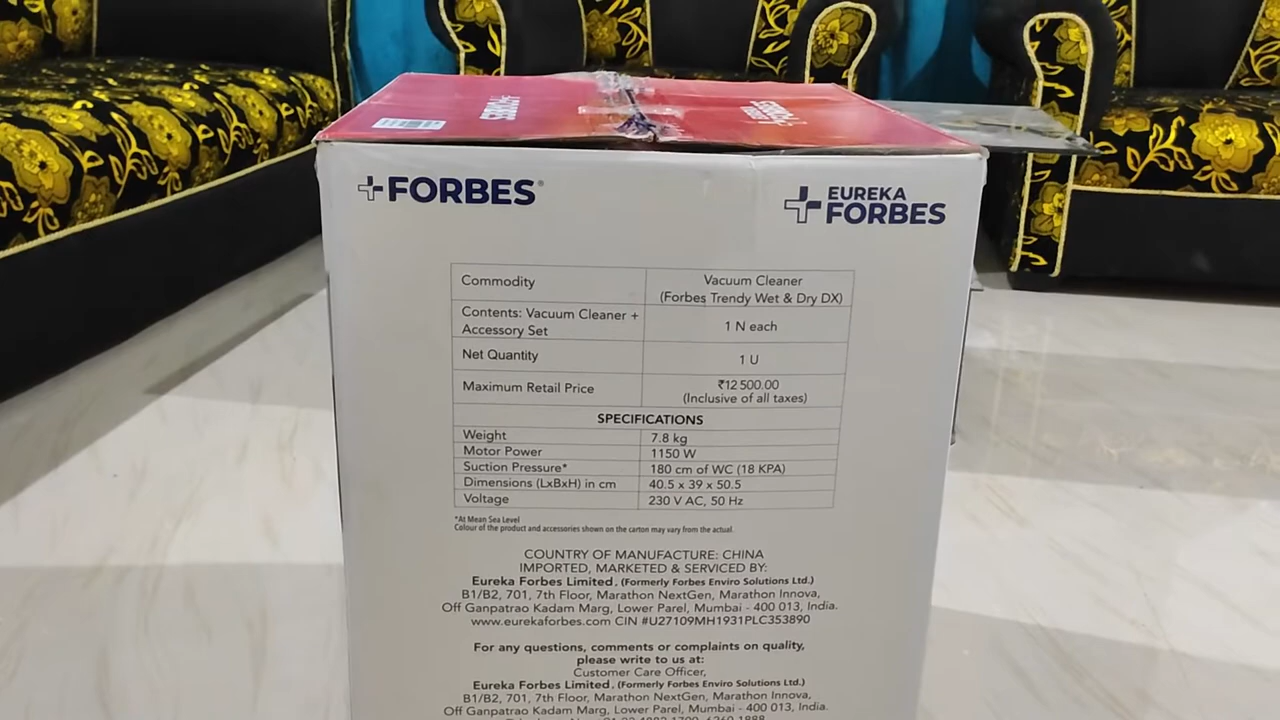 FORBES
FORBES
FORBES®
EUREKA
FORBES
Commodity
Vacuum Cleaner
(Forbes Trendy Wet & Dry DX)
Contents: Vacuum Cleaner +
Accessory Set
1 N each
Net Quantity
1 U
Maximum Retail Price
₹12 500.00
(Inclusive of all taxes)
SPECIFICATIONS
Weight
7.8 kg
Motor Power
1150 W
Suction Pressure*
180 cm of WC (18 KPA)
Dimensions (LxBxH) in cm
40.5 x 39 x 50.5
Voltage
230 V AC, 50 Hz
*At Mean Sea Level
Colour of the product and accessories shown on the carton may vary from the actual.
COUNTRY OF MANUFACTURE: CHINA
IMPORTED, MARKETED & SERVICED BY:
Eureka Forbes Limited, (Formerly Forbes Enviro Solutions Ltd.)
B1/B2, 701, 7th Floor, Marathon NextGen, Marathon Innova,
Off Ganpatrao Kadam Marg, Lower Parel, Mumbai - 400 013, India.
www.eurekaforbes.com CIN #U27109MH1931PLC353890
For any questions, comments or complaints on quality,
please write to us at:
Customer Care Officer,
Eureka Forbes Limited, (Formerly Forbes Enviro Solutions Ltd.)
B1/B2, 701, 7th Floor, Marathon NextGen, Marathon Innova,
Off Ganpatrao Kadam Marg, Lower Parel, Mumbai - 400 013, India.